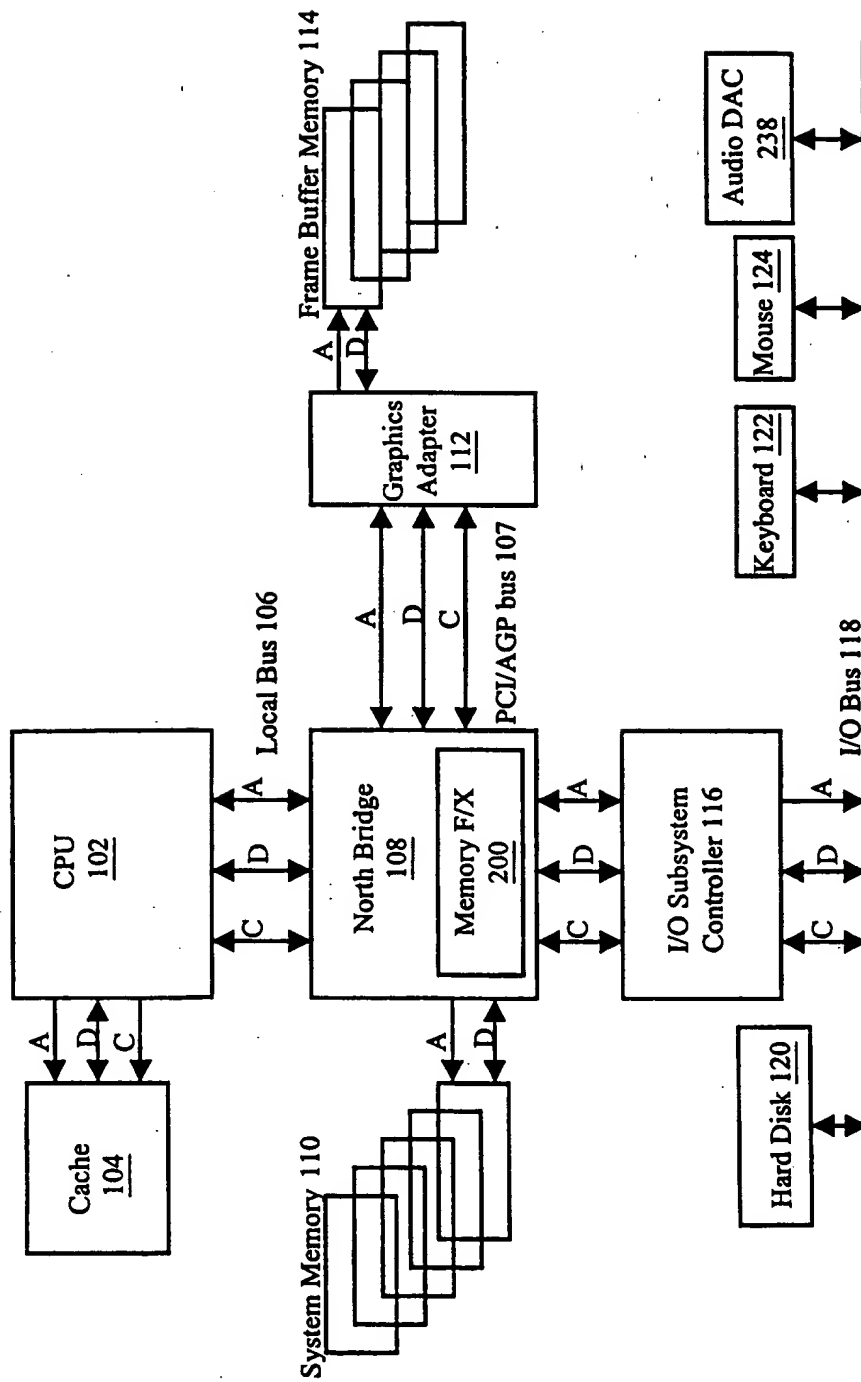 Cache
104
A
D
C
CPU
102
C
D
A
Local Bus 106
System Memory 110
A
D
North Bridge
108
Memory F/X
200
A
D
C
PCI/AGP bus 107
Graphics
Adapter
112
A
D
Frame Buffer Memory 114
C
D
A
I/O Subsystem
Controller 116
C
D
A
I/O Bus 118
Hard Disk 120
Keyboard 122
Mouse 124
Audio DAC
238